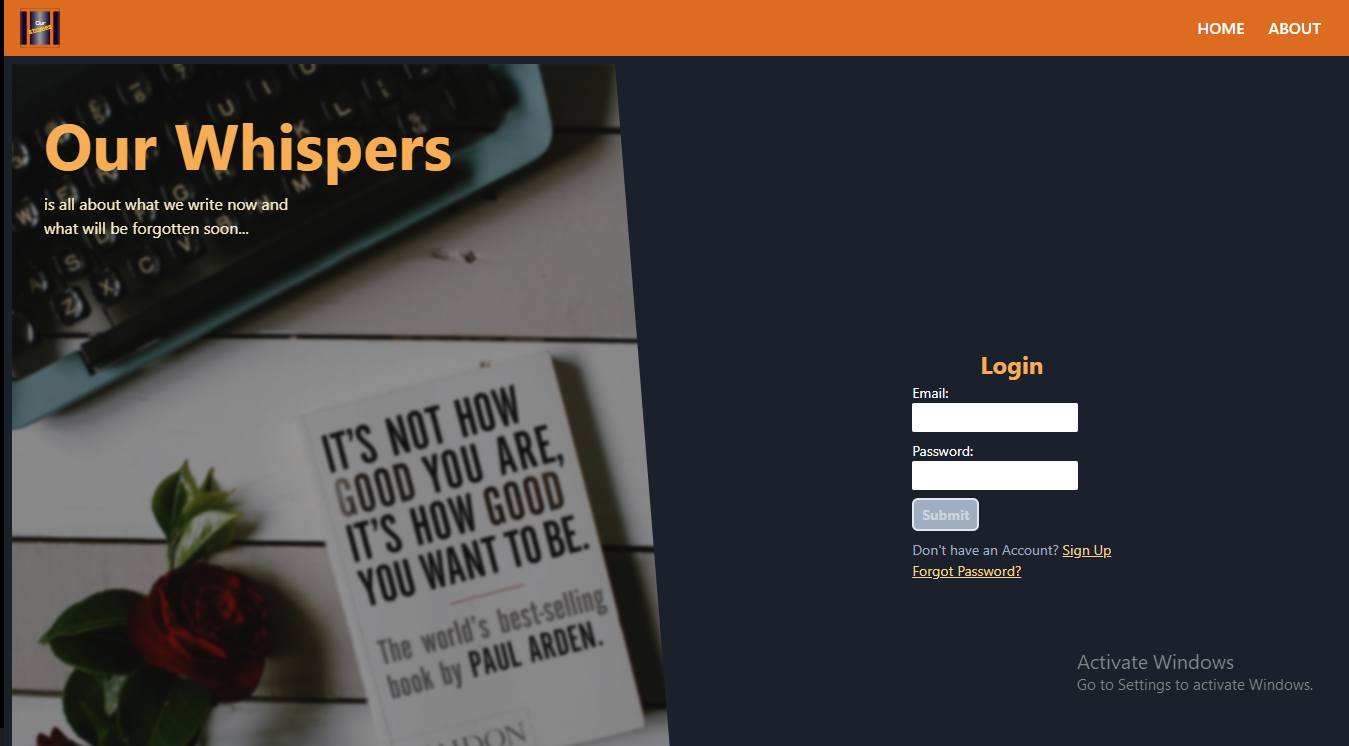 Our
STORIES
HOME
ABOUT
Our Whispers
is all about what we write now and
what will be forgotten soon...
IT'S NOT HOW
GOOD YOU ARE,
IT'S HOW GOOD
YOU WANT TO BE.
The world's best-selling
book by PAUL ARDEN.
Login
Email:
Password:
Submit
Don't have an Account? Sign Up
Forgot Password?
Activate Windows
Go to Settings to activate Windows.